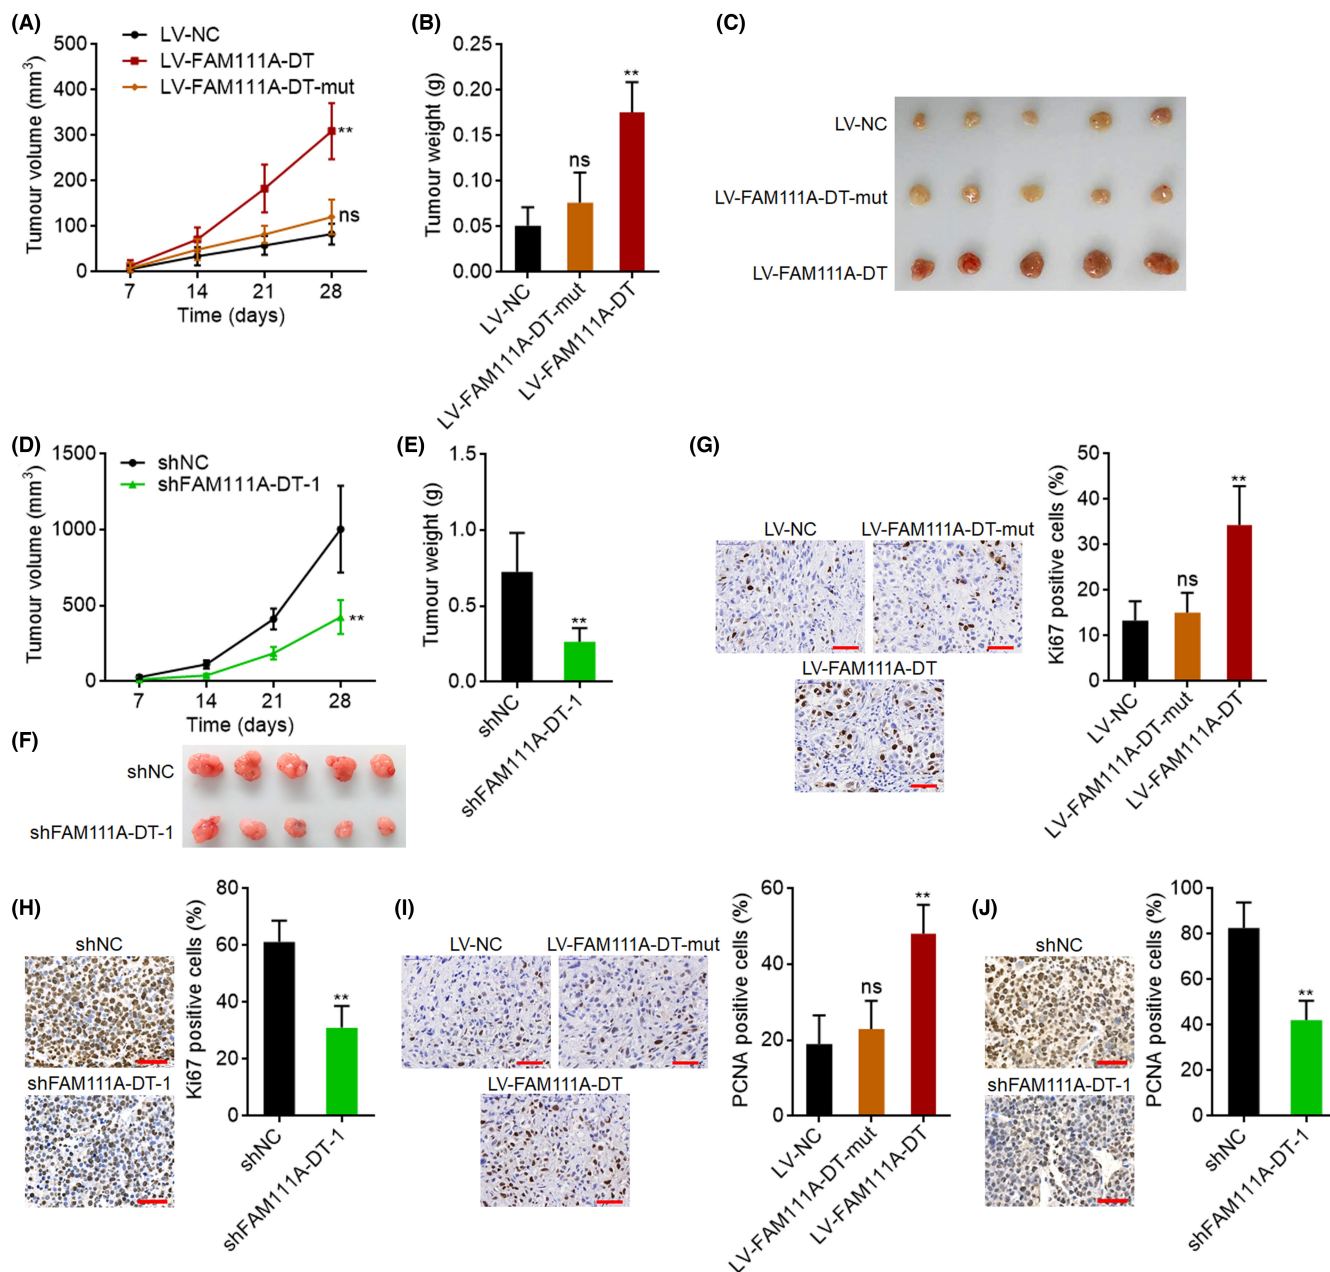 (A)
LV-NC
LV-FAM111A-DT
LV-FAM111A-DT-mut
Tumour volume (mm³)
500
400
300
200
100
0
**
ns
7 14 21 28
Time (days)
(B)
Tumour weight (g)
0.25
0.20
0.15
0.10
0.05
0.00
ns
**
LV-NC
LV-FAM111A-DT-mut
LV-FAM111A-DT
(C)
LV-NC
LV-FAM111A-DT-mut
LV-FAM111A-DT
(D)
shNC
shFAM111A-DT-1
Tumour volume (mm³)
1500
1000
500
0
**
7 14 21 28
Time (days)
(E)
Tumour weight (g)
1.5
1.0
0.5
0.0
**
shNC
shFAM111A-DT-1
(F)
shNC
shFAM111A-DT-1
(G)
LV-NC
LV-FAM111A-DT-mut
LV-FAM111A-DT
Ki67 positive cells (%)
50
40
30
20
10
0
ns
**
LV-NC
LV-FAM111A-DT-mut
LV-FAM111A-DT
(H)
shNC
shFAM111A-DT-1
Ki67 positive cells (%)
80
60
40
20
0
**
shNC
shFAM111A-DT-1
(I)
LV-NC
LV-FAM111A-DT-mut
LV-FAM111A-DT
PCNA positive cells (%)
60
40
20
0
ns
**
LV-NC
LV-FAM111A-DT-mut
LV-FAM111A-DT
(J)
shNC
shFAM111A-DT-1
PCNA positive cells (%)
100
80
60
40
20
0
**
shNC
shFAM111A-DT-1